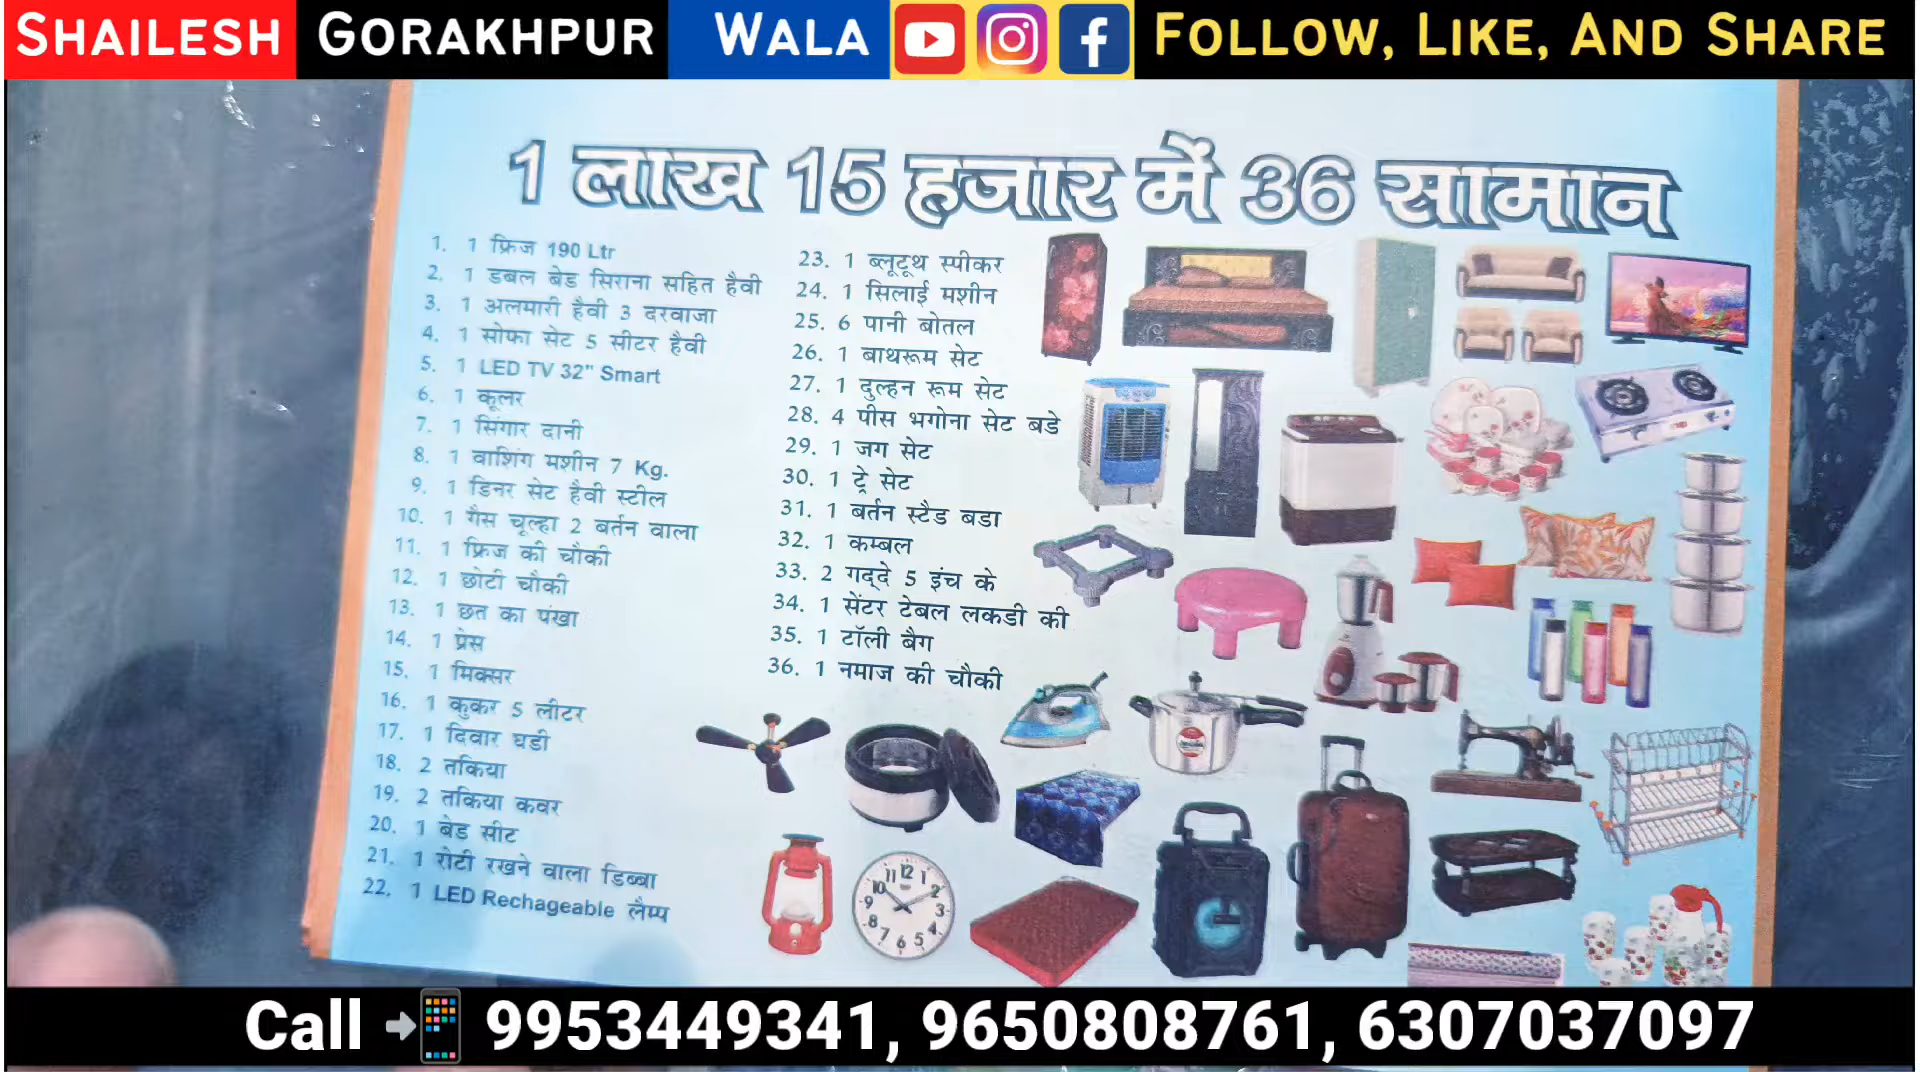 SHAILESH GORAKHPUR WALA FOLLOW, LIKE, AND SHARE
1 लाख 15 हजार में 36 सामान
1. 1 फ्रिज 190 Ltr
2. 1 डबल बेड सिराना सहित हैवी
3. 1 अलमारी हैवी 3 दरवाजा
4. 1 सोफा सेट 5 सीटर हैवी
5. 1 LED TV 32" Smart
6. 1 कूलर
7. 1 सिंगार दानी
8. 1 वाशिंग मशीन 7 Kg.
9. 1 डिनर सेट हैवी स्टील
10. 1 गैस चूल्हा 2 बर्तन वाला
11. 1 फ्रिज की चौकी
12. 1 छोटी चौकी
13. 1 छत का पंखा
14. 1 प्रेस
15. 1 मिक्सर
16. 1 कुकर 5 लीटर
17. 1 दिवार घडी
18. 2 तकिया
19. 2 तकिया कवर
20. 1 बेड सीट
21. 1 रोटी रखने वाला डिब्बा
22. 1 LED Rechageable लैम्प
23. 1 ब्लूटूथ स्पीकर
24. 1 सिलाई मशीन
25. 6 पानी बोतल
26. 1 बाथरूम सेट
27. 1 दुल्हन रूम सेट
28. 4 पीस भगोना सेट बडे
29. 1 जग सेट
30. 1 ट्रे सेट
31. 1 बर्तन स्टैड बडा
32. 1 कम्बल
33. 2 गद्दे 5 इंच के
34. 1 सेंटर टेबल लकडी की
35. 1 टॉली बैग
36. 1 नमाज की चौकी
Call 9953449341, 9650808761, 6307037097